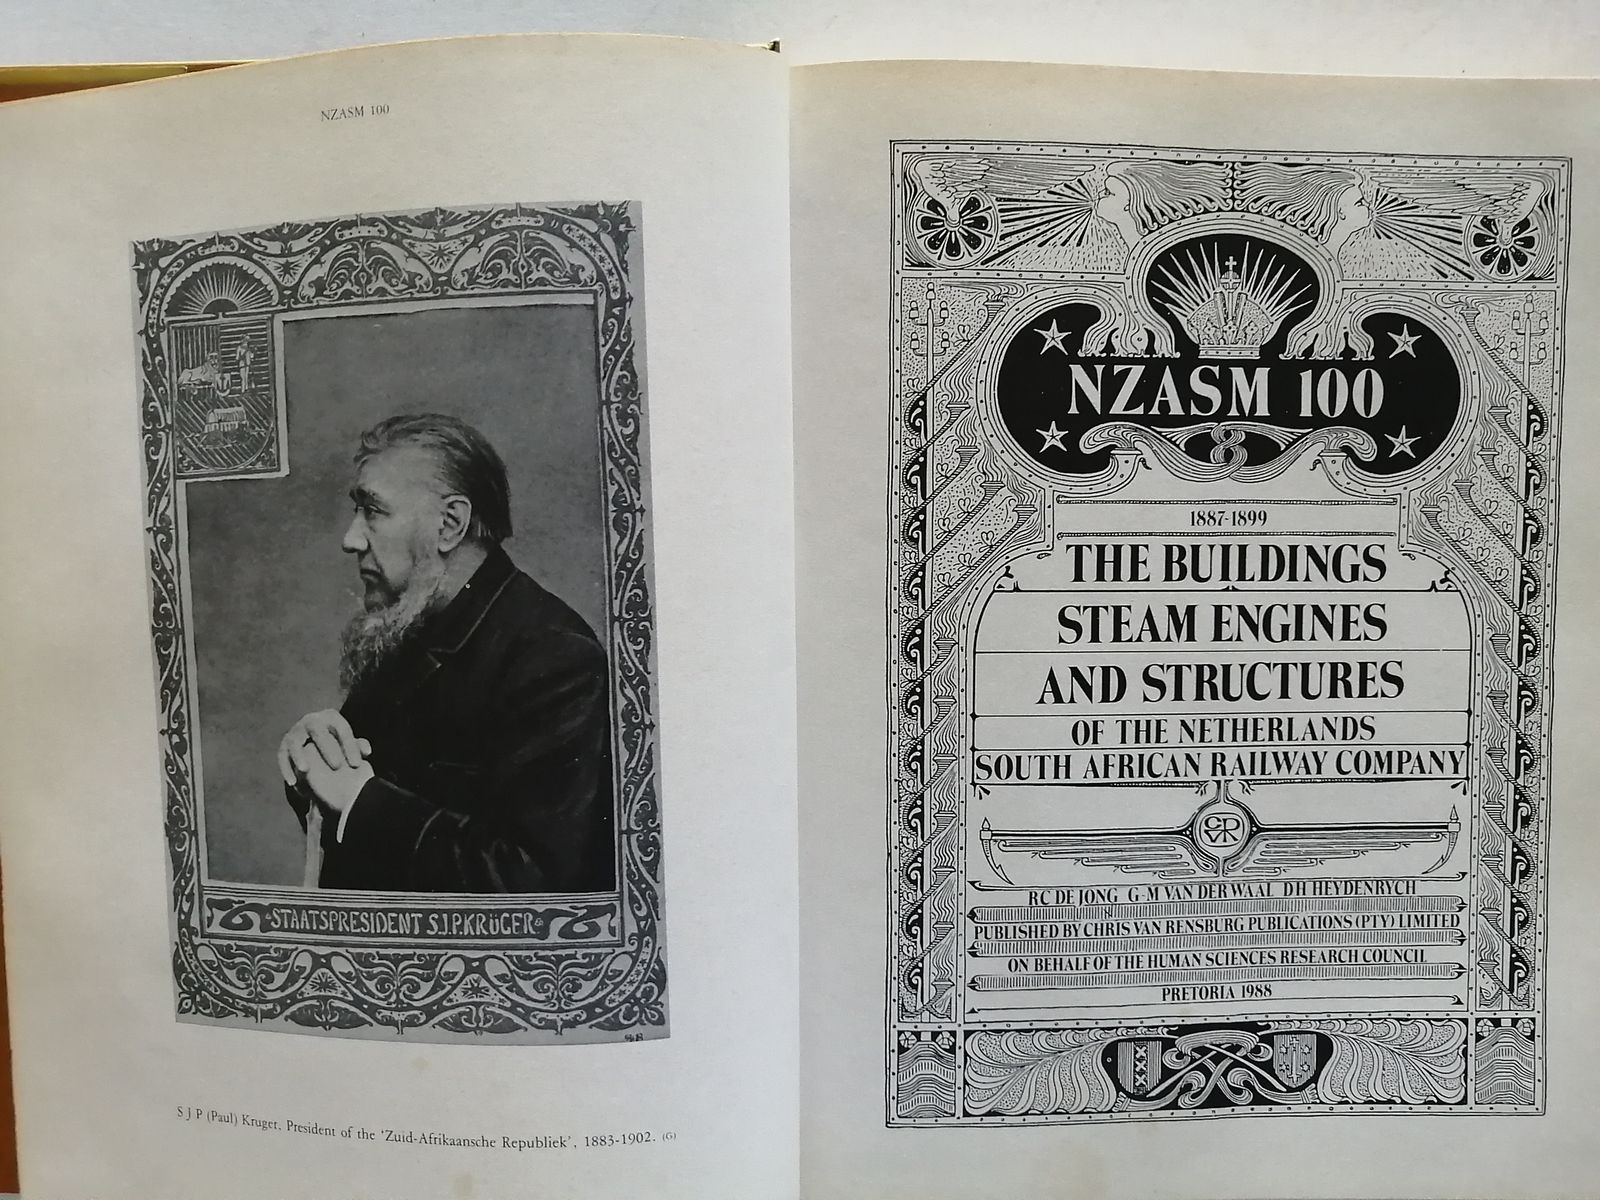 NZASM 100
STAATSPRESIDENT S.J.P. KRÜGER
S J P (Paul) Kruger, President of the 'Zuid-Afrikaansche Republiek', 1883-1902. (G)
NZASM 100
1887-1899
THE BUILDINGS
STEAM ENGINES
AND STRUCTURES
OF THE NETHERLANDS
SOUTH AFRICAN RAILWAY COMPANY
CVR
R C DE JONG G-M VAN DER WAAL D H HEYDENRYCH
PUBLISHED BY CHRIS VAN RENSBURG PUBLICATIONS (PTY) LIMITED
ON BEHALF OF THE HUMAN SCIENCES RESEARCH COUNCIL
PRETORIA 1988